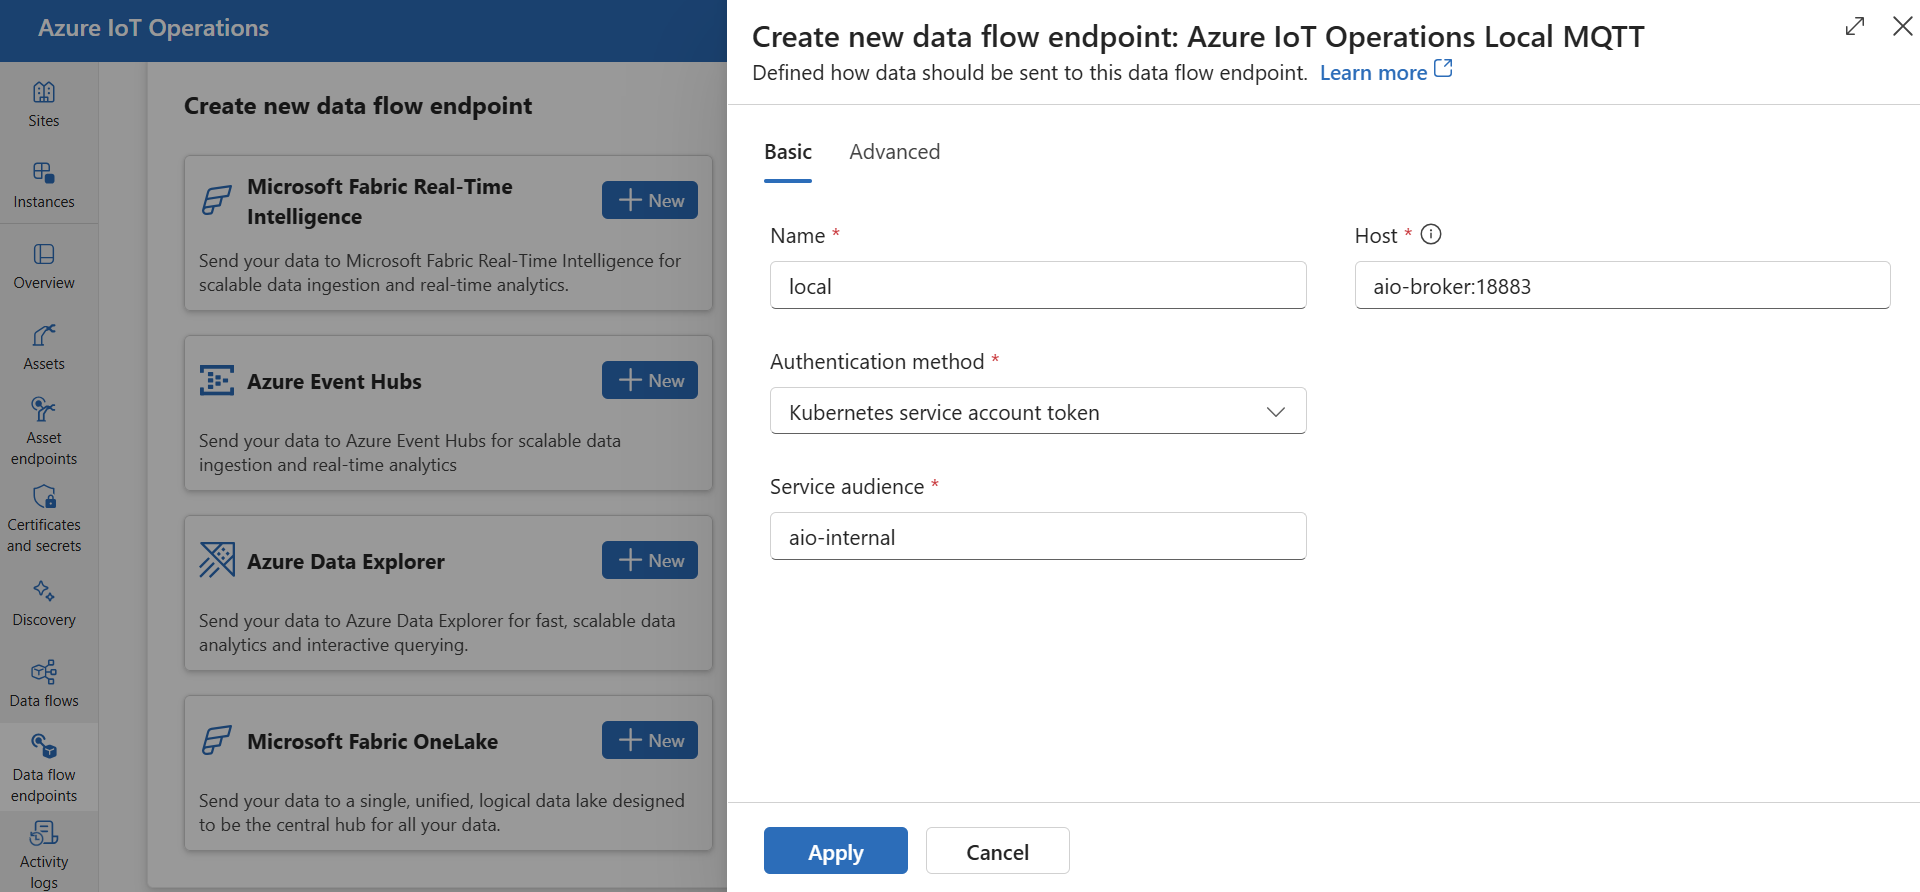 Azure IoT Operations
Sites
Instances
Overview
Assets
Asset
endpoints
Certificates
and secrets
Discovery
Data flows
Data flow
endpoints
Activity
logs
Create new data flow endpoint
Microsoft Fabric Real-Time
Intelligence
New
Send your data to Microsoft Fabric Real-Time Intelligence for
scalable data ingestion and real-time analytics.
Azure Event Hubs
New
Send your data to Azure Event Hubs for scalable data
ingestion and real-time analytics
Azure Data Explorer
New
Send your data to Azure Data Explorer for fast, scalable data
analytics and interactive querying.
Microsoft Fabric OneLake
New
Send your data to a single, unified, logical data lake designed
to be the central hub for all your data.
Create new data flow endpoint: Azure IoT Operations Local MQTT
Defined how data should be sent to this data flow endpoint. Learn more
Basic Advanced
Name *
local
Host *
aio-broker:18883
Authentication method *
Kubernetes service account token
Service audience *
aio-internal
Apply Cancel